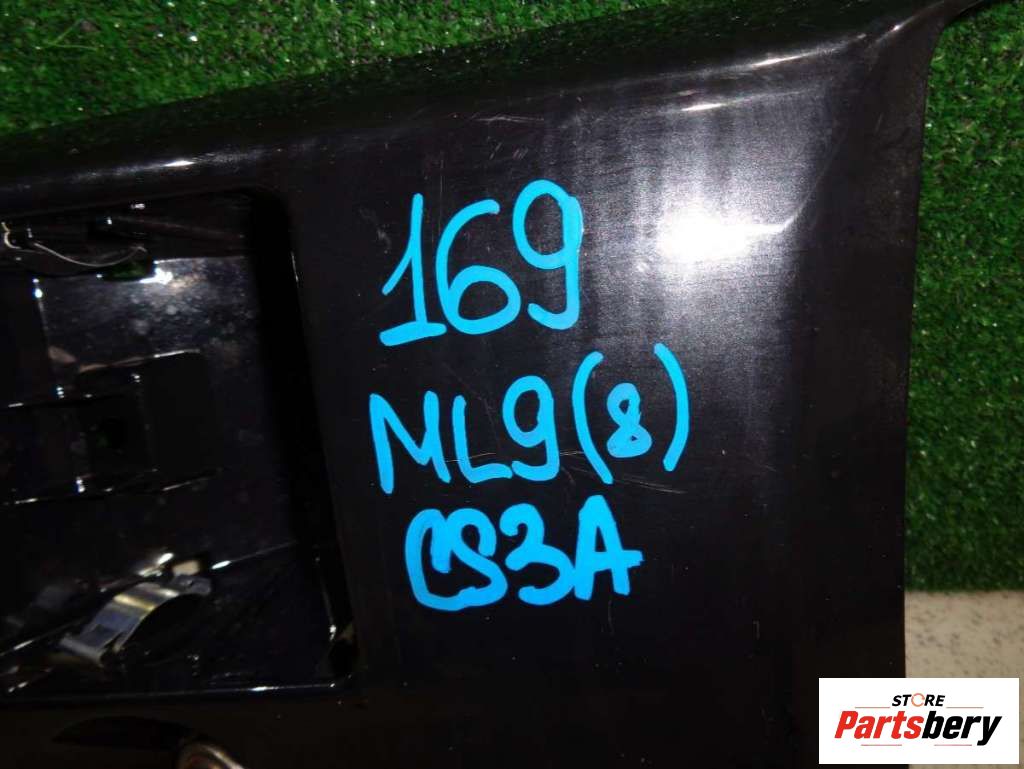 169
ML9(8)
CS3A
STORE
Partsbery